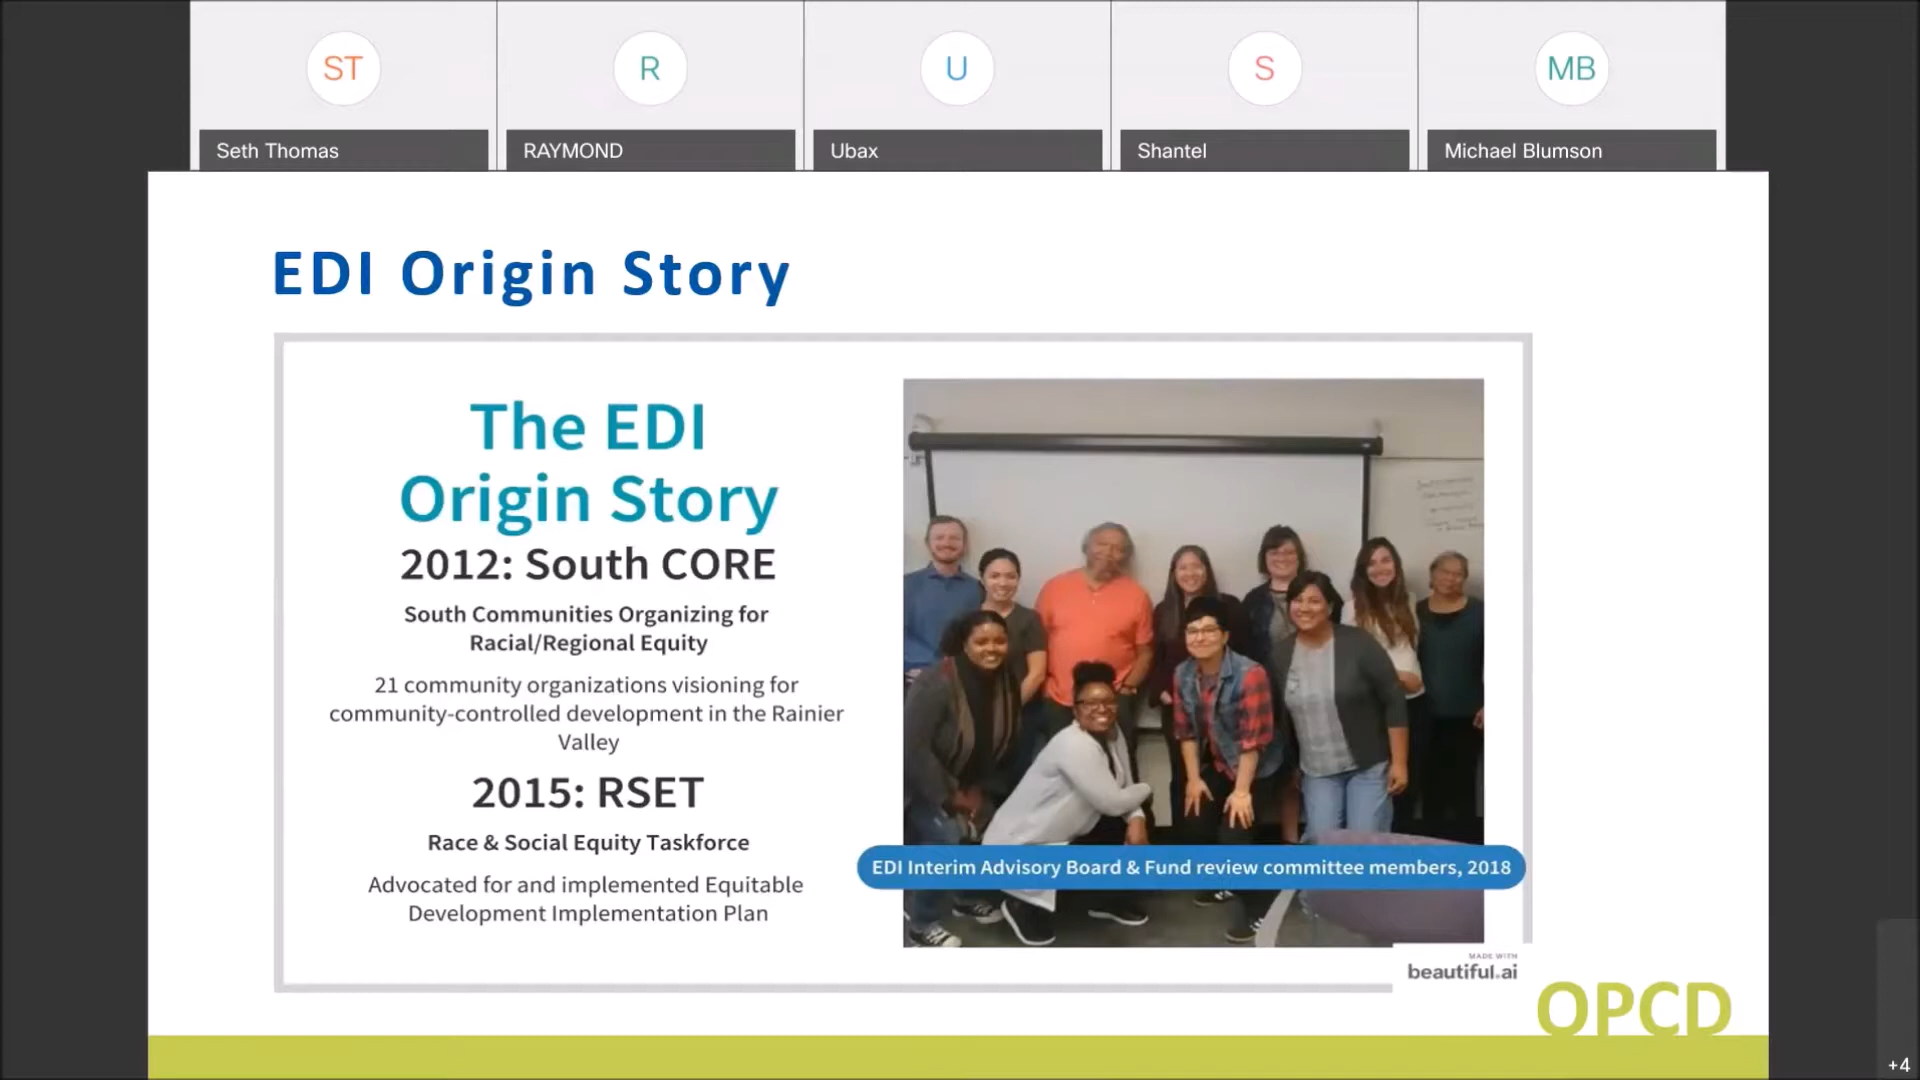 ST
R
U
S
MB
Seth Thomas
RAYMOND
Ubax
Shantel
Michael Blumson
EDI Origin Story
The EDI
Origin Story
2012: South CORE
South Communities Organizing for
Racial/Regional Equity
21 community organizations visioning for
community-controlled development in the Rainier
Valley
2015: RSET
Race & Social Equity Taskforce
Advocated for and implemented Equitable
Development Implementation Plan
EDI Interim Advisory Board & Fund review committee members, 2018
MADE WITH
beautiful.ai
OPCD
+4